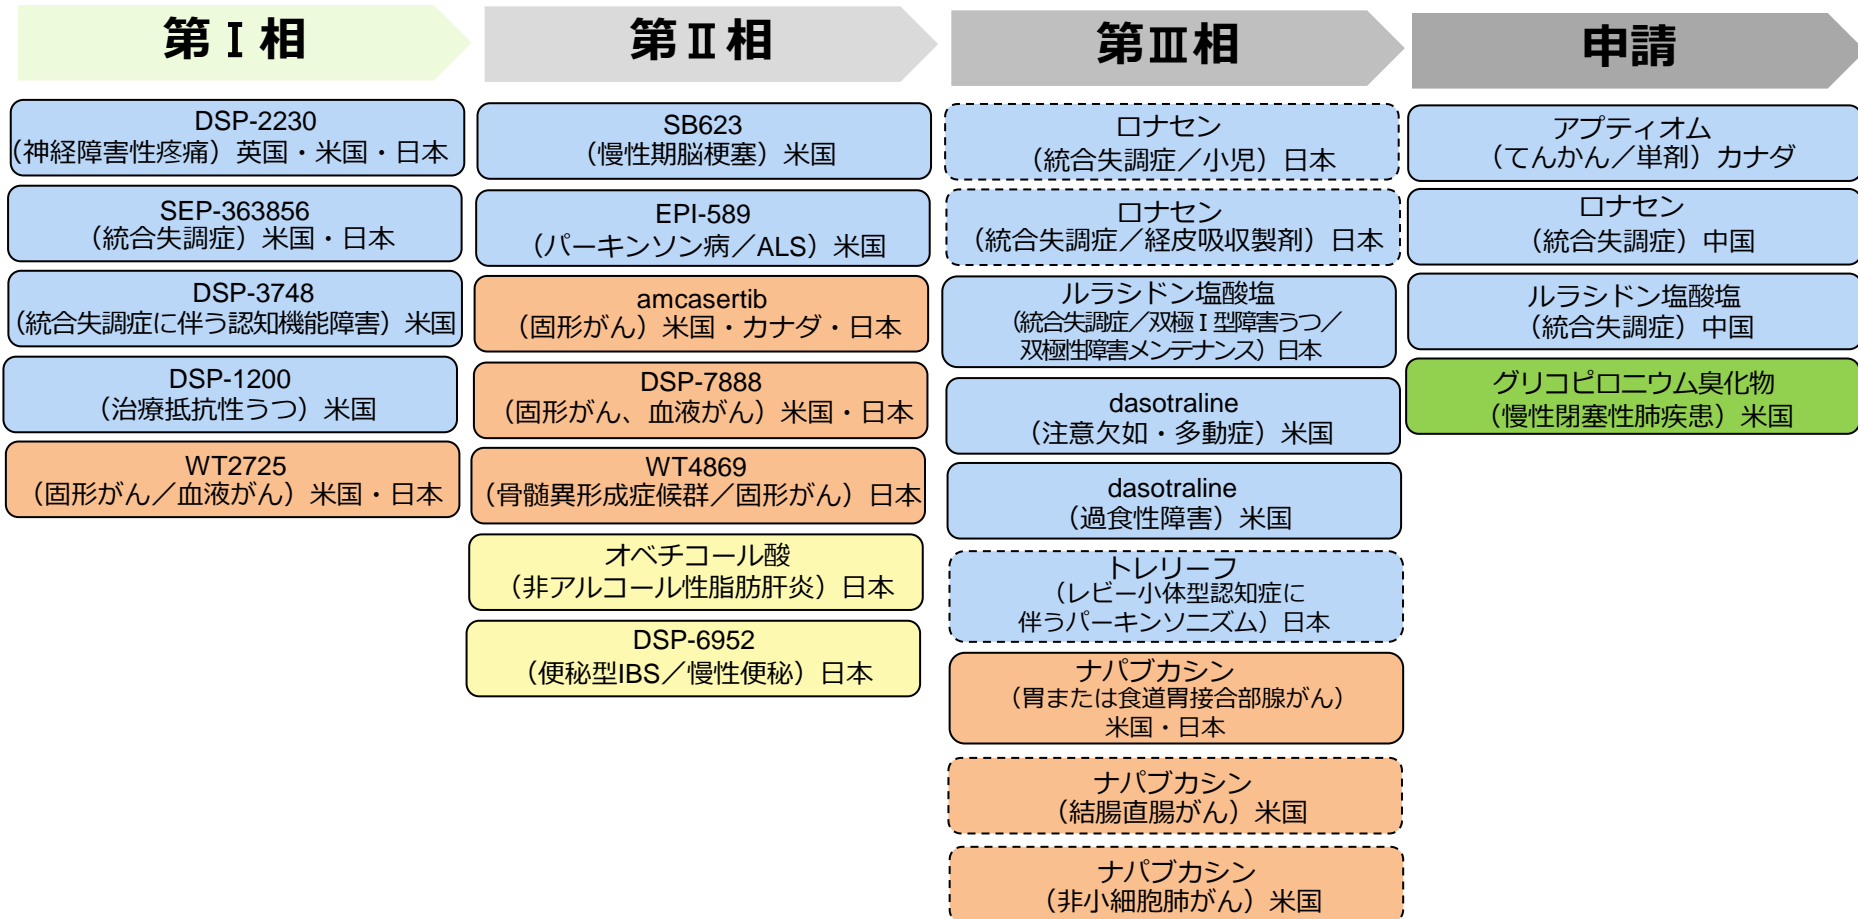 第Ⅰ相
DSP-2230
（神経障害性疼痛）英国・米国・日本
SEP-363856
（統合失調症）米国・日本
DSP-3748
（統合失調症に伴う認知機能障害）米国
DSP-1200
（治療抵抗性うつ）米国
WT2725
（固形がん／血液がん）米国・日本
第Ⅱ相
SB623
（慢性期脳梗塞）米国
EPI-589
（パーキンソン病／ALS）米国
amcasertib
（固形がん）米国・カナダ・日本
DSP-7888
（固形がん、血液がん）米国・日本
WT4869
（骨髄異形成症候群／固形がん）日本
オベチコール酸
（非アルコール性脂肪肝炎）日本
DSP-6952
（便秘型IBS／慢性便秘）日本
第Ⅲ相
ロナセン
（統合失調症／小児）日本
ロナセン
（統合失調症／経皮吸収製剤）日本
ルラシドン塩酸塩
（統合失調症／双極Ⅰ型障害うつ／
双極性障害メンテナンス）日本
dasotraline
（注意欠如・多動症）米国
dasotraline
（過食性障害）米国
トレリーフ
（レビー小体型認知症に
伴うパーキンソニズム）日本
ナパブカシン
（胃または食道胃接合部腺がん）
米国・日本
ナパブカシン
（結腸直腸がん）米国
ナパブカシン
（非小細胞肺がん）米国
申請
アプティオム
（てんかん／単剤）カナダ
ロナセン
（統合失調症）中国
ルラシドン塩酸塩
（統合失調症）中国
グリコピロニウム臭化物
（慢性閉塞性肺疾患）米国